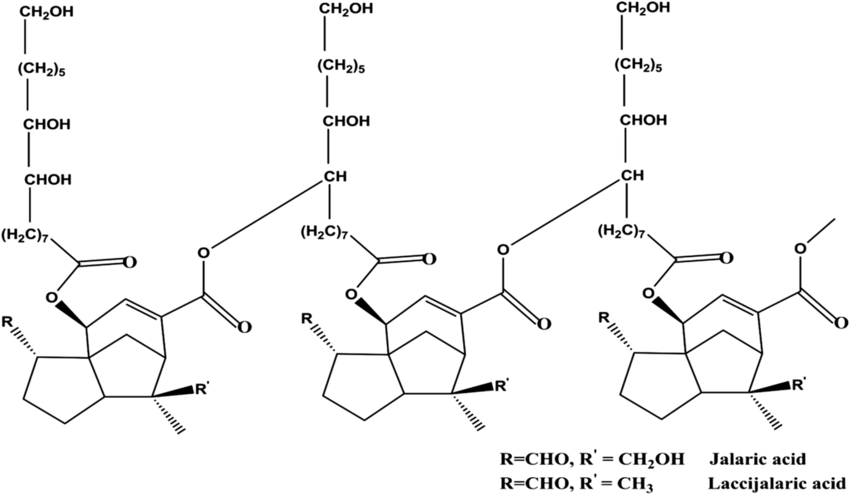 CH₂OH CH₂OH CH₂OH
(CH₂)₅ (CH₂)₅ (CH₂)₅
CHOH CHOH CHOH
CHOH CH CH
(H₂C)₇ (H₂C)₇ (H₂C)₇
O O O O O O
O O O
O O O
R R R
R' R' R'
R=CHO, R' = CH₂OH Jalaric acid
R=CHO, R' = CH₃ Laccijalaric acid